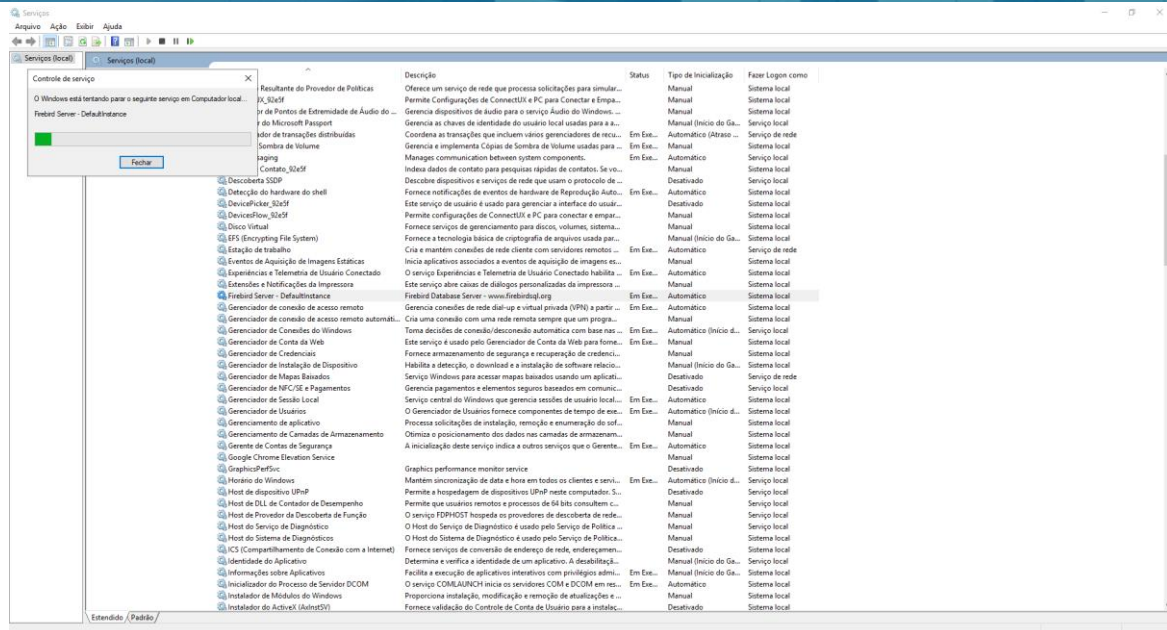 Serviços
Arquivo Ação Exibir Ajuda
Serviços (local) Serviços (local)
Controle de serviço
O Windows está tentando parar o seguinte serviço em Computador local...
Firebird Server - DefaultInstance
Fechar
Descrição Status Tipo de Inicialização Fazer Logon como
Resultante do Provedor de Políticas Oferece um serviço de rede que processa solicitações para simular... Manual Sistema local
UX_92e5f Permite Configurações de ConnectUX e PC para Conectar e Empa... Manual Sistema local
or de Pontos de Extremidade de Áudio do ... Gerencia dispositivos de áudio para o serviço Áudio do Windows. ... Manual Sistema local
do Microsoft Passport Gerencia as chaves de identidade do usuário local usadas para a a... Manual (Início do Ga... Serviço local
ador de transações distribuídas Coordena as transações que incluem vários gerenciadores de recu... Em Exe... Automático (Atraso ... Serviço de rede
Sombra de Volume Gerencia e implementa Cópias de Sombra de Volume usadas para ... Em Exe... Manual Sistema local
saging Manages communication between system components. Em Exe... Automático Serviço local
Contato_92e5f Indexa dados de contato para pesquisas rápidas de contatos. Se vo... Manual Sistema local
Descoberta SSDP Descobre dispositivos e serviços de rede que usam o protocolo de ... Desativado Serviço local
Detecção do hardware do shell Fornece notificações de eventos de hardware de Reprodução Auto... Em Exe... Automático Sistema local
DevicePicker_92e5f Este serviço de usuário é usado para gerenciar a interface do usuár... Desativado Sistema local
DevicesFlow_92e5f Permite configurações de ConnectUX e PC para conectar e empar... Manual Sistema local
Disco Virtual Fornece serviços de gerenciamento para discos, volumes, sistema... Manual Sistema local
EFS (Encrypting File System) Fornece a tecnologia básica de criptografia de arquivos usada par... Manual (Início do Ga... Sistema local
Estação de trabalho Cria e mantém conexões de rede cliente com servidores remotos ... Em Exe... Automático Serviço de rede
Eventos de Aquisição de Imagens Estáticas Inicia aplicativos associados a eventos de aquisição de imagens es... Manual Sistema local
Experiências e Telemetria de Usuário Conectado O serviço Experiências e Telemetria de Usuário Conectado habilita ... Em Exe... Automático Sistema local
Extensões e Notificações da Impressora Este serviço abre caixas de diálogos personalizadas da impressora ... Manual Sistema local
Firebird Server - DefaultInstance Firebird Database Server - www.firebirdsql.org Em Exe... Automático Sistema local
Gerenciador de conexão de acesso remoto Gerencia conexões de rede dial-up e virtual privada (VPN) a partir ... Em Exe... Automático Sistema local
Gerenciador de conexão de acesso remoto automáti... Cria uma conexão com uma rede remota sempre que um progra... Manual Sistema local
Gerenciador de Conexões do Windows Toma decisões de conexão/desconexão automática com base nas ... Em Exe... Automático (Início d... Serviço local
Gerenciador de Conta da Web Este serviço é usado pelo Gerenciador de Conta da Web para forne... Em Exe... Manual Sistema local
Gerenciador de Credenciais Fornece armazenamento de segurança e recuperação de credenci... Manual Sistema local
Gerenciador de Instalação de Dispositivo Habilita a detecção, o download e a instalação de software relacio... Manual (Início do Ga... Sistema local
Gerenciador de Mapas Baixados Serviço Windows para acessar mapas baixados usando um aplicati... Desativado Serviço de rede
Gerenciador de NFC/SE e Pagamentos Gerencia pagamentos e elementos seguros baseados em comunic... Desativado Serviço local
Gerenciador de Sessão Local Serviço central do Windows que gerencia sessões de usuário local.... Em Exe... Automático Sistema local
Gerenciador de Usuários O Gerenciador de Usuários fornece componentes de tempo de exe... Em Exe... Automático (Início d... Sistema local
Gerenciamento de aplicativo Processa solicitações de instalação, remoção e enumeração do sof... Manual Sistema local
Gerenciamento de Camadas de Armazenamento Otimiza o posicionamento dos dados nas camadas de armazenam... Manual Sistema local
Gerente de Contas de Segurança A inicialização deste serviço indica a outros serviços que o Gerente... Em Exe... Automático Sistema local
Google Chrome Elevation Service Manual Sistema local
GraphicsPerfSvc Graphics performance monitor service Desativado Sistema local
Horário do Windows Mantém sincronização de data e hora em todos os clientes e servi... Em Exe... Automático (Início d... Serviço local
Host de dispositivo UPnP Permite a hospedagem de dispositivos UPnP neste computador. S... Desativado Serviço local
Host de DLL de Contador de Desempenho Permite que usuários remotos e processos de 64 bits consultem c... Manual Serviço local
Host de Provedor da Descoberta de Função O serviço FDPHOST hospeda os provedores de descoberta de rede... Manual Serviço local
Host do Serviço de Diagnóstico O Host do Serviço de Diagnóstico é usado pelo Serviço de Política ... Manual Serviço local
Host do Sistema de Diagnósticos O Host do Sistema de Diagnóstico é usado pelo Serviço de Política... Manual Sistema local
ICS (Compartilhamento de Conexão com a Internet) Fornece serviços de conversão de endereço de rede, endereçamen... Desativado Sistema local
Identidade do Aplicativo Determina e verifica a identidade de um aplicativo. A desabilitaçã... Manual (Início do Ga... Serviço local
Informações sobre Aplicativos Facilita a execução de aplicativos interativos com privilégios admi... Em Exe... Manual (Início do Ga... Sistema local
Inicializador do Processo de Servidor DCOM O serviço COMLAUNCH inicia os servidores COM e DCOM em res... Em Exe... Automático Sistema local
Instalador de Módulos do Windows Proporciona instalação, modificação e remoção de atualizações e ... Manual Sistema local
Instalador do ActiveX (AxInstSV) Fornece validação do Controle de Conta de Usuário para a instalaç... Desativado Sistema local
Estendido Padrão